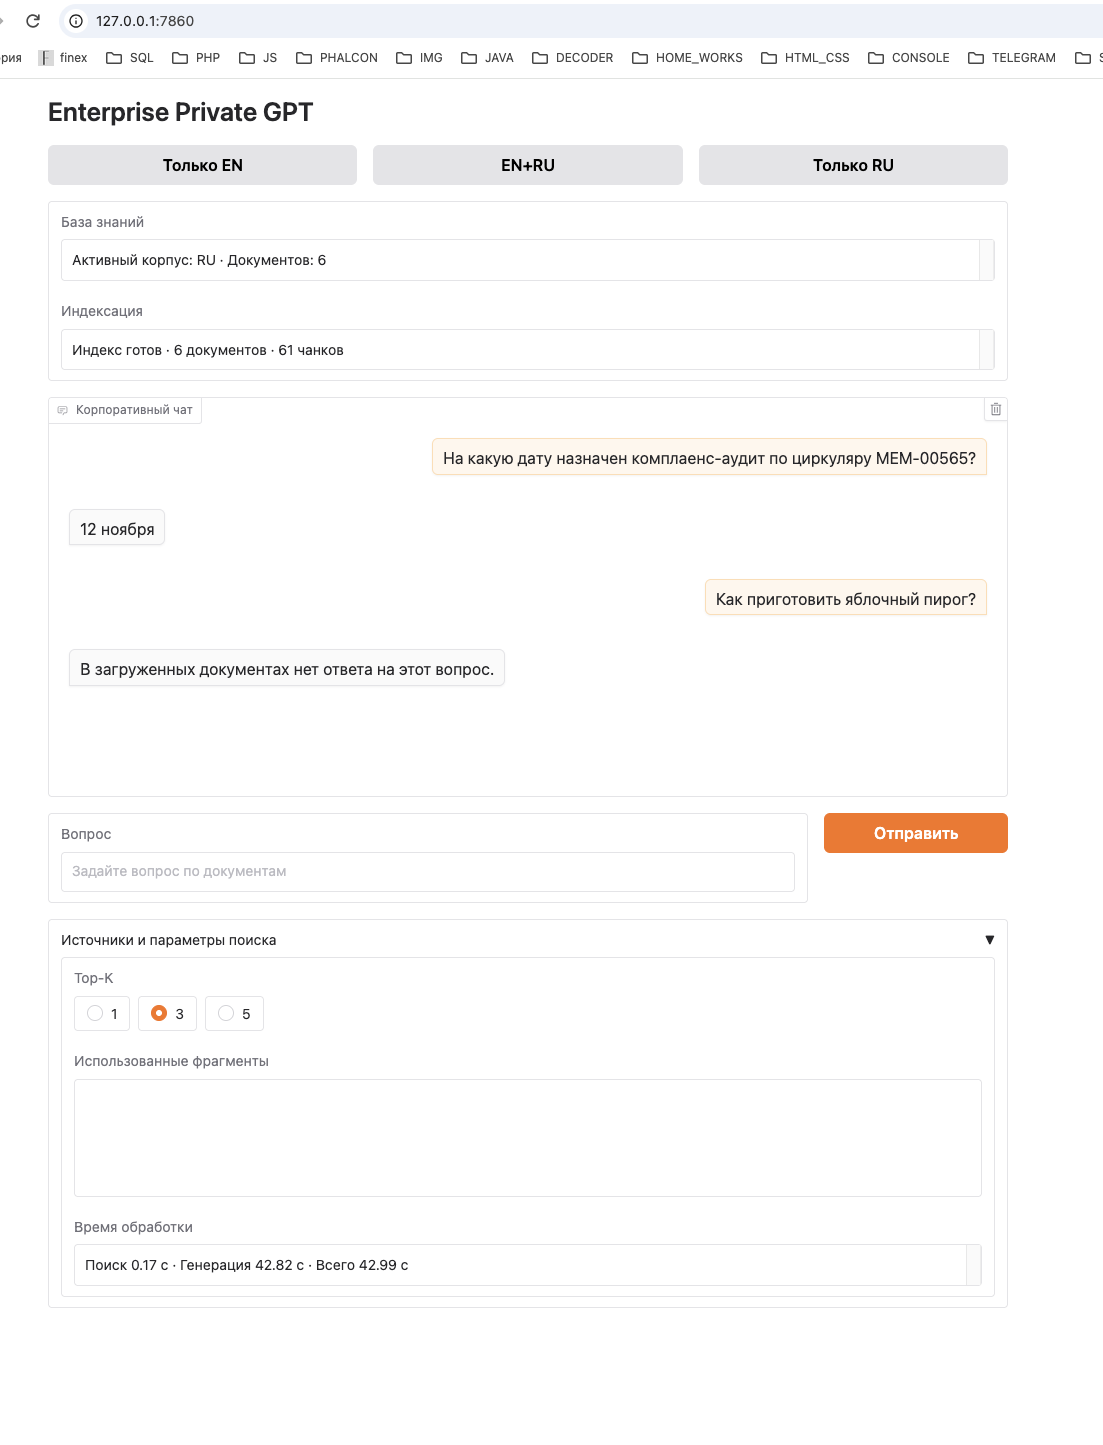 127.0.0.1:7860
рия finex SQL PHP JS PHALCON IMG JAVA DECODER HOME_WORKS HTML_CSS CONSOLE TELEGRAM
Enterprise Private GPT
Только EN
EN+RU
Только RU
База знаний
Активный корпус: RU · Документов: 6
Индексация
Индекс готов · 6 документов · 61 чанков
Корпоративный чат
На какую дату назначен комплаенс-аудит по циркуляру MEM-00565?
12 ноября
Как приготовить яблочный пирог?
В загруженных документах нет ответа на этот вопрос.
Вопрос
Задайте вопрос по документам
Отправить
Источники и параметры поиска
Top-K
1 3 5
Использованные фрагменты
Время обработки
Поиск 0.17 с · Генерация 42.82 с · Всего 42.99 с